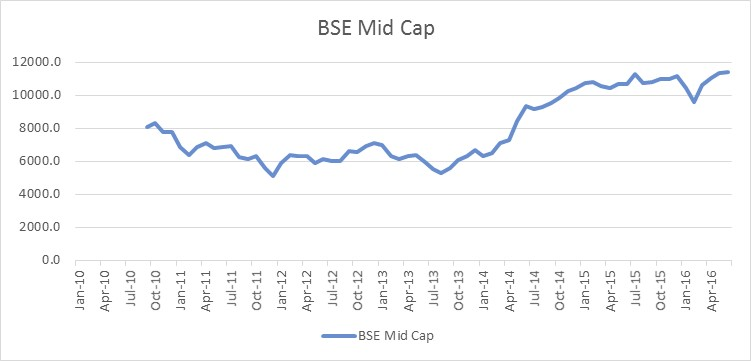 BSE Mid Cap
12000.0
10000.0
8000.0
6000.0
4000.0
2000.0
0.0
Jan-10
Apr-10
Jul-10
Oct-10
Jan-11
Apr-11
Jul-11
Oct-11
Jan-12
Apr-12
Jul-12
Oct-12
Jan-13
Apr-13
Jul-13
Oct-13
Jan-14
Apr-14
Jul-14
Oct-14
Jan-15
Apr-15
Jul-15
Oct-15
Jan-16
Apr-16
BSE Mid Cap